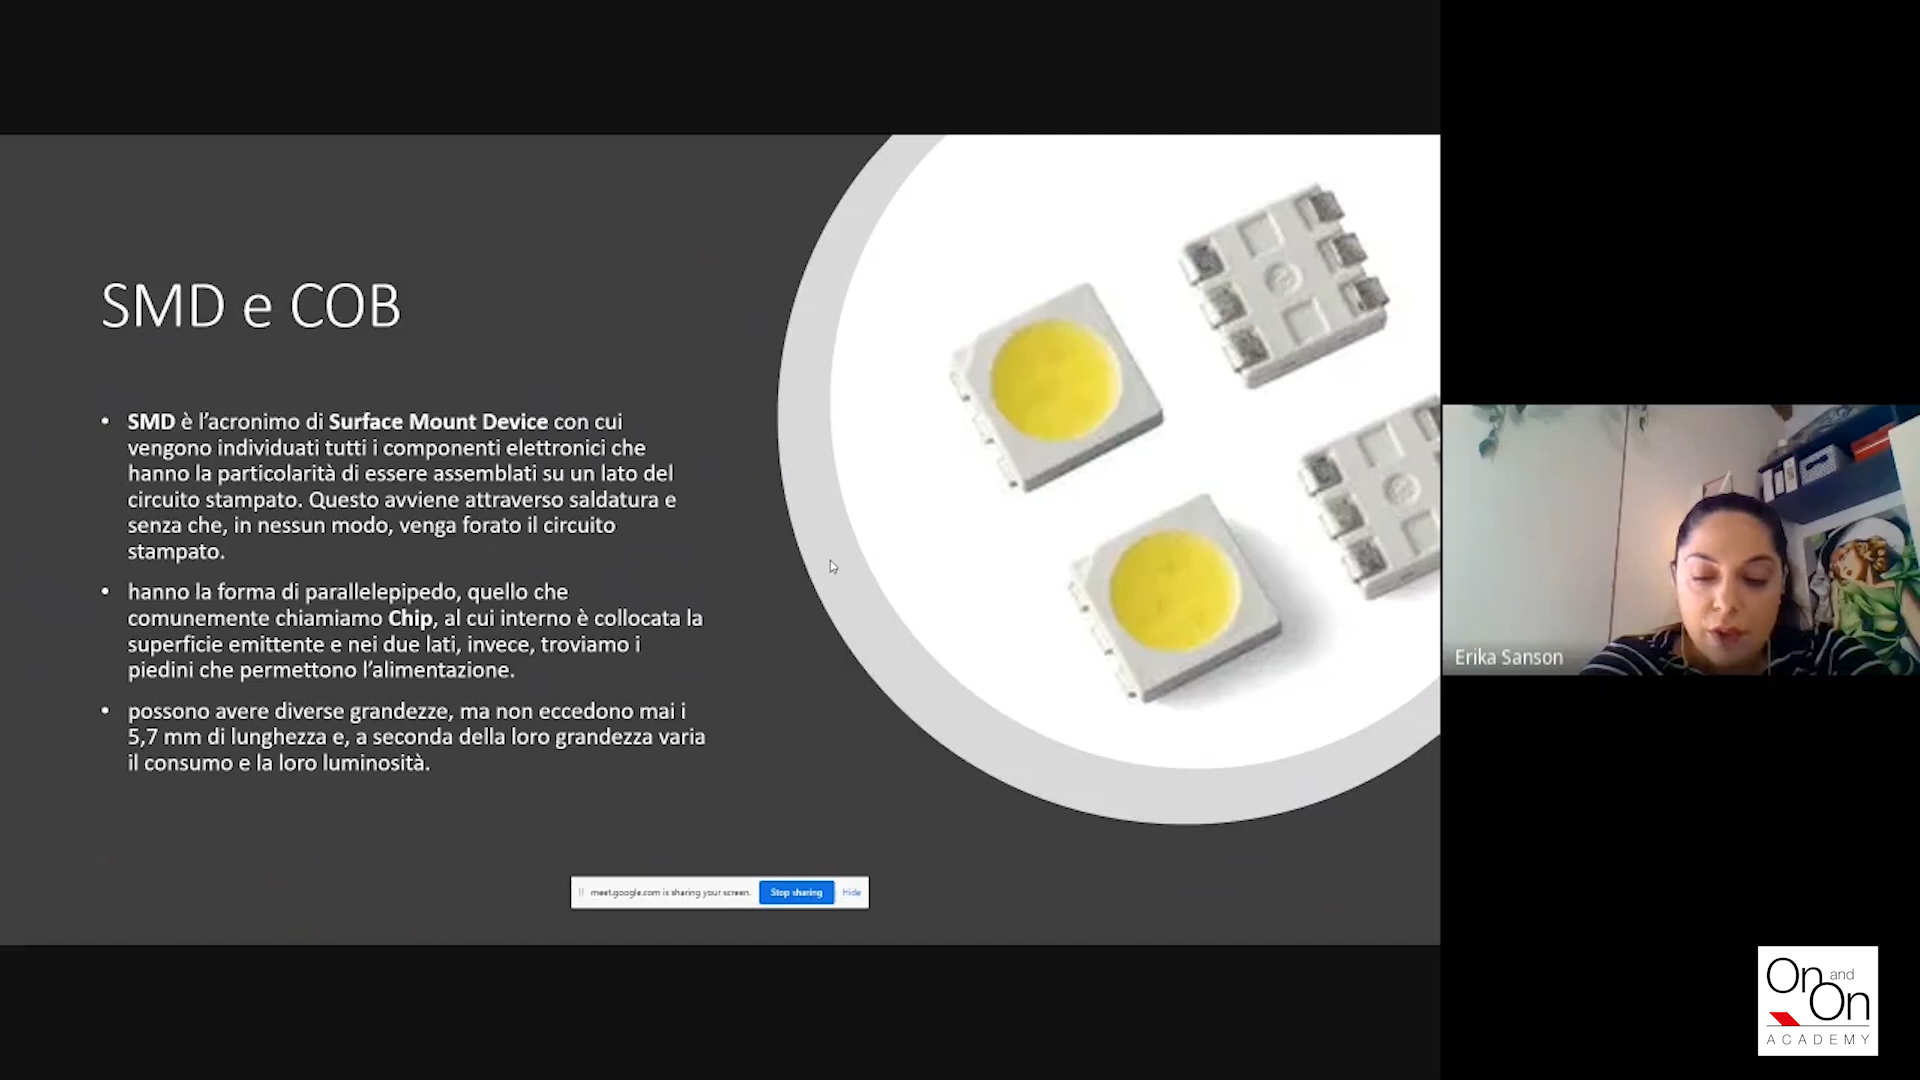 SMD e COB
• SMD è l’acronimo di Surface Mount Device con cui
vengono individuati tutti i componenti elettronici che
hanno la particolarità di essere assemblati su un lato del
circuito stampato. Questo avviene attraverso saldatura e
senza che, in nessun modo, venga forato il circuito
stampato.
• hanno la forma di parallelepipedo, quello che
comunemente chiamiamo Chip, al cui interno è collocata la
superficie emittente e nei due lati, invece, troviamo i
piedini che permettono l’alimentazione.
• possono avere diverse grandezze, ma non eccedono mai i
5,7 mm di lunghezza e, a seconda della loro grandezza varia
il consumo e la loro luminosità.
meet.google.com is sharing your screen. Stop sharing Hide
Erika Sanson
On and
On
ACADEMY